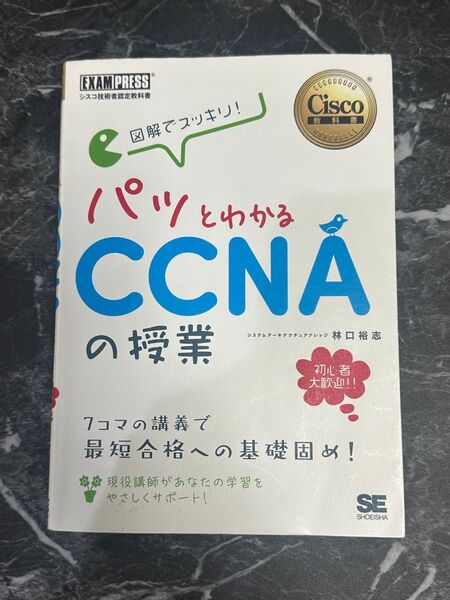 EXAMPRESS®
シスコ技術者認定教科書
Cisco
教科書
®
図解でスッキリ!
パッとわかる
CCNA
の授業
システムアーキテクチュアナレッジ 林口裕志
初心者
大歓迎!!
7コマの講義で
最短合格への基礎固め!
現役講師があなたの学習を
やさしくサポート!
SE
SHOEISHA